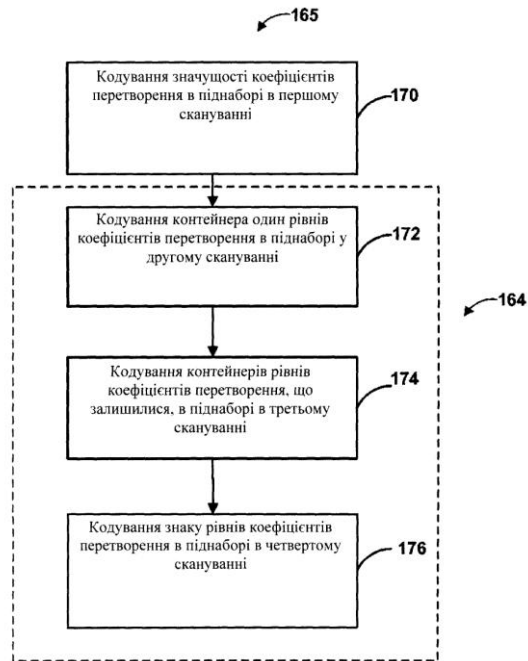 165
Кодування значущості коефіцієнтів
перетворення в піднаборі в першому
скануванні
170
Кодування контейнера один рівнів
коефіцієнтів перетворення в піднаборі у
другому скануванні
172
164
Кодування контейнерів рівнів
коефіцієнтів перетворення, що
залишилися, в піднаборі в третьому
скануванні
174
Кодування знаку рівнів коефіцієнтів
перетворення в піднаборі в четвертому
скануванні
176